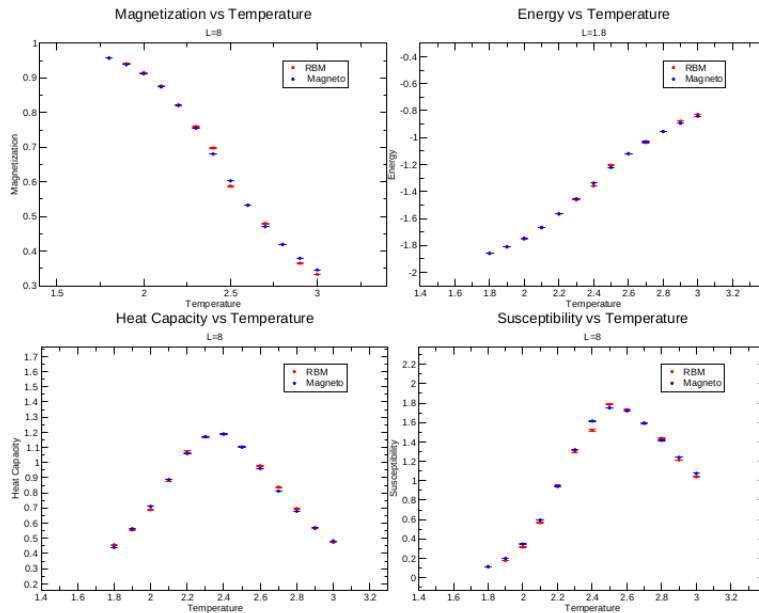 Magnetization vs Temperature
L=8
1
0.9
0.8
0.7
0.6
0.5
0.4
0.3
Magnetization
RBM
Magneto
1.5 2 2.5 3
Temperature
Energy vs Temperature
L=1.8
-0.4
-0.6
-0.8
-1
-1.2
-1.4
-1.6
-1.8
-2
Energy
RBM
Magneto
1.4 1.6 1.8 2 2.2 2.4 2.6 2.8 3 3.2
Temperature
Heat Capacity vs Temperature
L=8
1.7
1.6
1.5
1.4
1.3
1.2
1.1
1
0.9
0.8
0.7
0.6
0.5
0.4
0.3
0.2
Heat Capacity
RBM
Magneto
1.4 1.6 1.8 2 2.2 2.4 2.6 2.8 3 3.2
Temperature
Susceptibility vs Temperature
L=8
2.2
2
1.8
1.6
1.4
1.2
1
0.8
0.6
0.4
0.2
0
Susceptibility
RBM
Magneto
1.4 1.6 1.8 2 2.2 2.4 2.6 2.8 3 3.2
Temperature